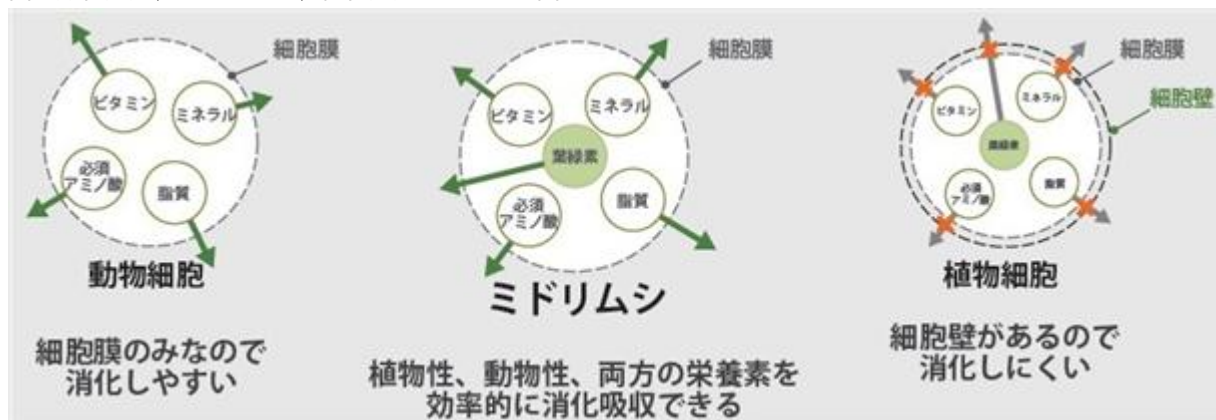 細胞膜
ビタミン
ミネラル
必須
アミノ酸
脂質
動物細胞
細胞膜のみなので
消化しやすい
細胞膜
ビタミン
ミネラル
葉緑素
必須
アミノ酸
脂質
ミドリムシ
植物性、動物性、両方の栄養素を
効率的に消化吸収できる
細胞膜
細胞壁
ビタミン
ミネラル
葉緑素
必須
アミノ酸
脂質
植物細胞
細胞壁があるので
消化しにくい